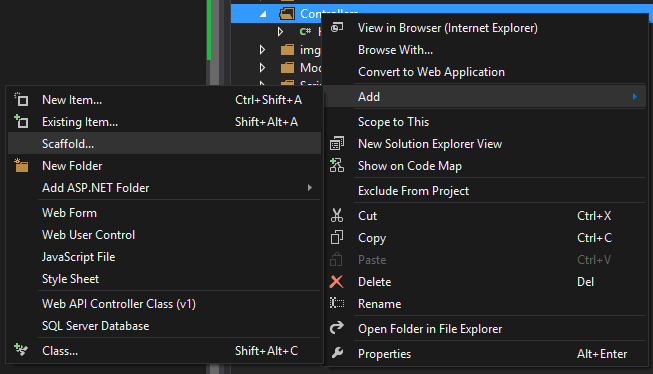 Controllers
C#
img
View in Browser (Internet Explorer)
Browse With...
Convert to Web Application
Add
Scope to This
New Solution Explorer View
Show on Code Map
Exclude From Project
Cut Ctrl+X
Copy Ctrl+C
Paste Ctrl+V
Delete Del
Rename
Open Folder in File Explorer
Properties Alt+Enter
New Item... Ctrl+Shift+A
Existing Item... Shift+Alt+A
Scaffold...
New Folder
Add ASP.NET Folder
Web Form
Web User Control
JavaScript File
Style Sheet
Web API Controller Class (v1)
SQL Server Database
Class... Shift+Alt+C